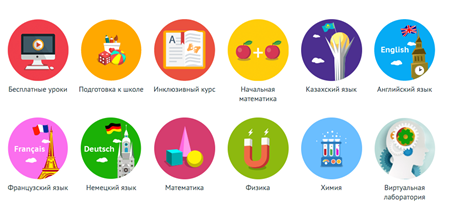 English
Бесплатные уроки
Подготовка к школе
Инклюзивный курс
Начальная
математика
Казахский язык
Английский язык
Français
Deutsch
Французский язык
Немецкий язык
Математика
Физика
Химия
Виртуальная
лаборатория